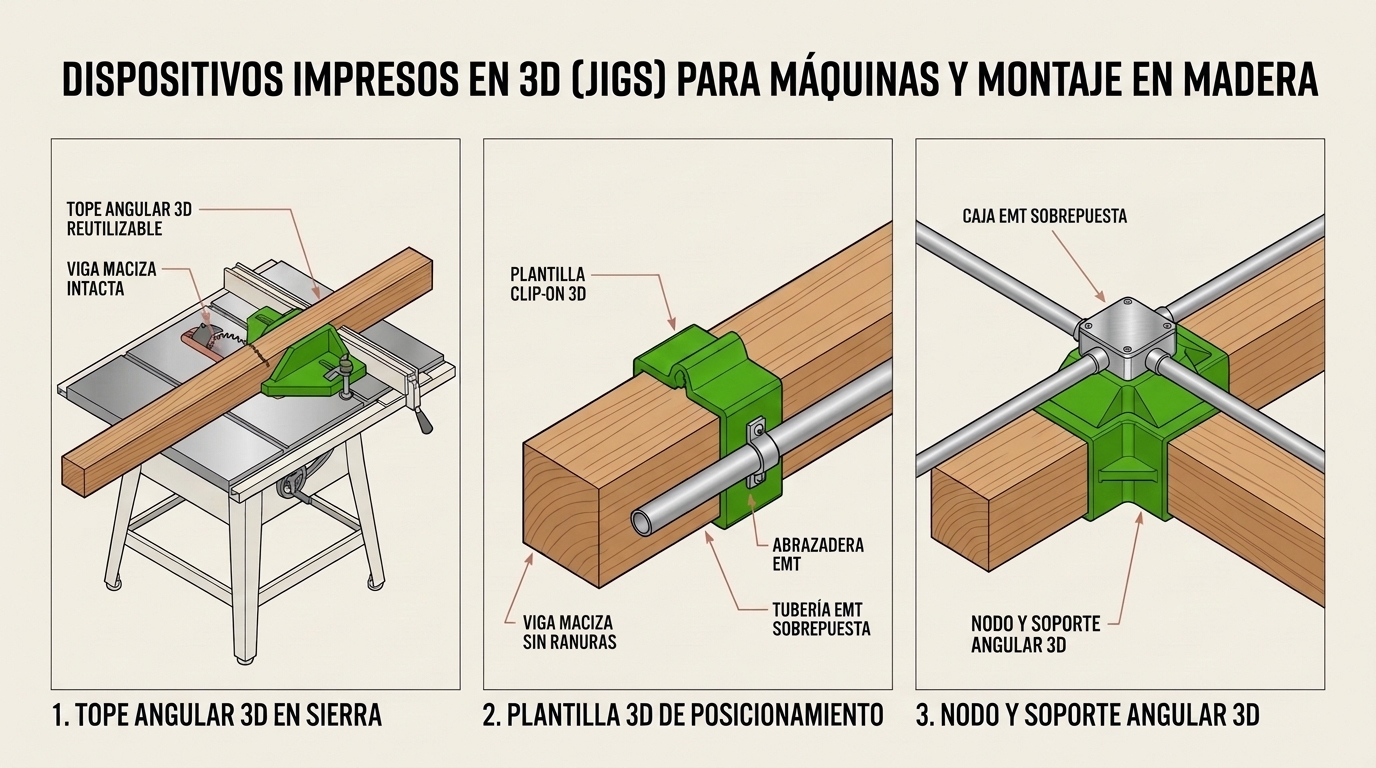 DISPOSITIVOS IMPRESOS EN 3D (JIGS) PARA MÁQUINAS Y MONTAJE EN MADERA
TOPE ANGULAR 3D
REUTILIZABLE
VIGA MACIZA
INTACTA
1. TOPE ANGULAR 3D EN SIERRA
PLANTILLA
CLIP-ON 3D
ABRAZADERA
EMT
TUBERÍA EMT
SOBREPUESTA
VIGA MACIZA
SIN RANURAS
2. PLANTILLA 3D DE POSICIONAMIENTO
CAJA EMT SOBREPUESTA
NODO Y SOPORTE
ANGULAR 3D
3. NODO Y SOPORTE ANGULAR 3D